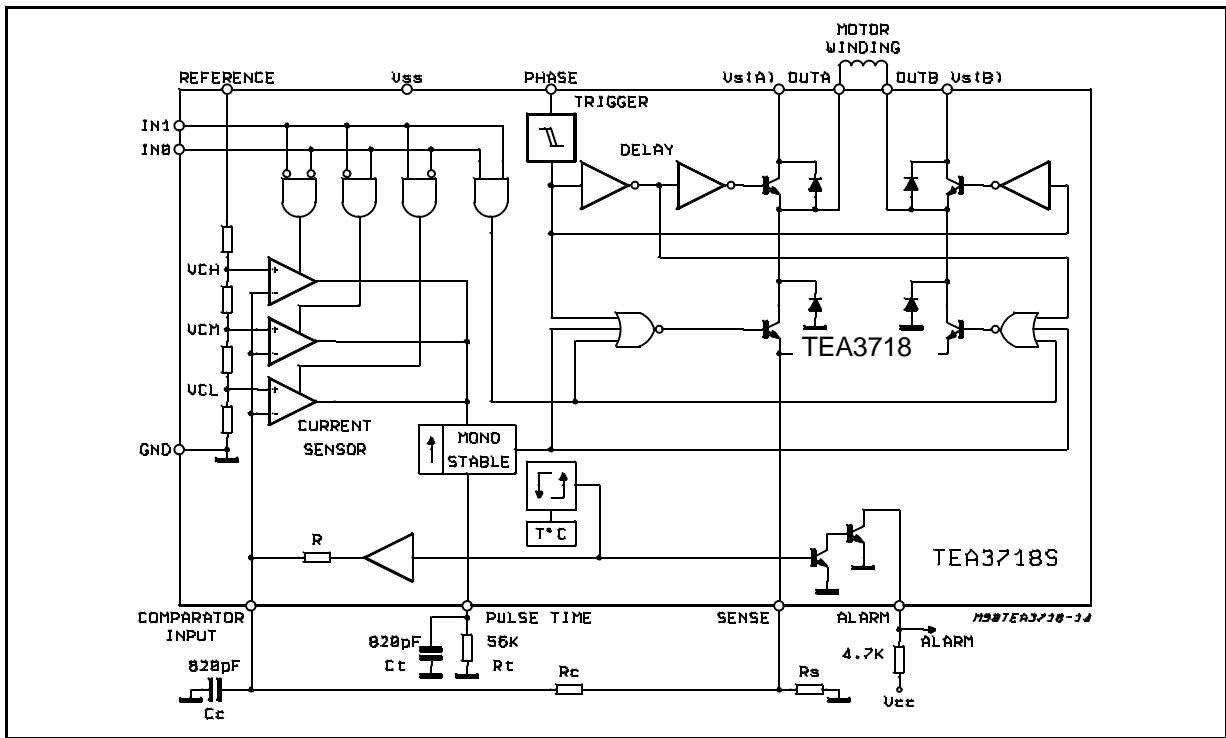 MOTOR
WINDING
REFERENCE
Vss
PHASE
Vs(A)
OUTA
OUTB
Vs(B)
TRIGGER
IN1
IN0
DELAY
VCH
VCM
TEA3718
VCL
CURRENT
SENSOR
GND
MONO
STABLE
T°C
R
TEA3718S
COMPARATOR
INPUT
PULSE TIME
SENSE
ALARM
M90TEA3718-10
ALARM
820pF
Ct
56K
Rt
4.7K
820pF
Cc
Rc
Rs
Vcc